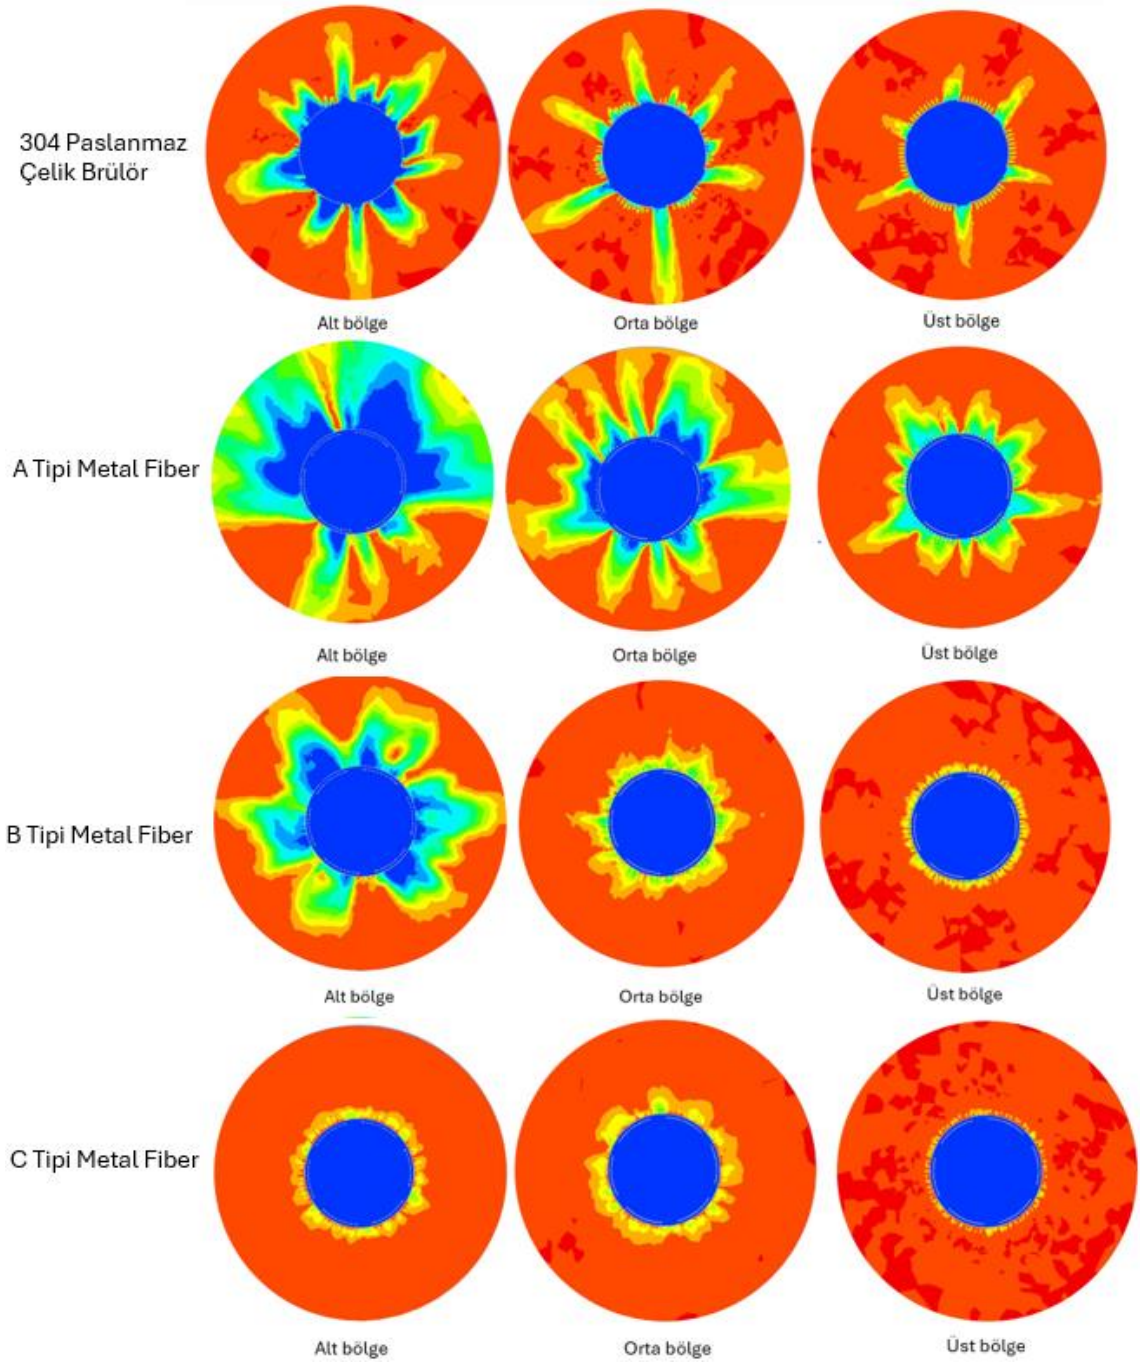 304 Paslanmaz
Çelik Brülör
Alt bölge
Orta bölge
Üst bölge
A Tipi Metal Fiber
Alt bölge
Orta bölge
Üst bölge
B Tipi Metal Fiber
Alt bölge
Orta bölge
Üst bölge
C Tipi Metal Fiber
Alt bölge
Orta bölge
Üst bölge